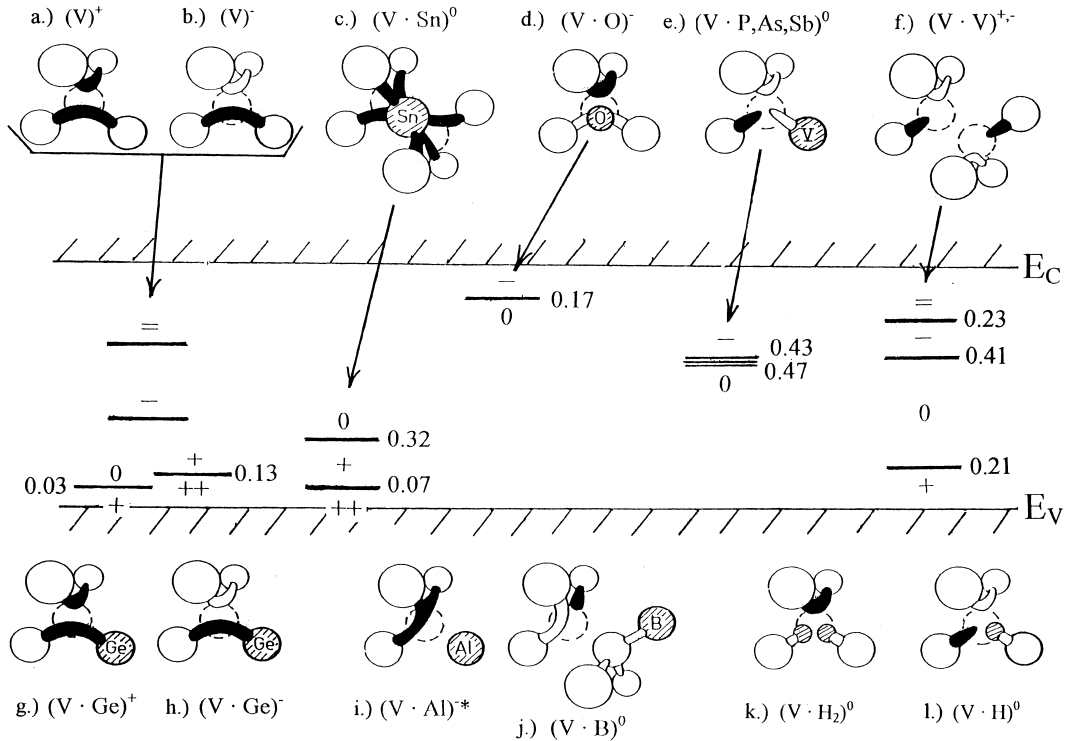 a.) (V)⁺ b.) (V)⁻ c.) (V · Sn)⁰ d.) (V · O)⁻ e.) (V · P,As,Sb)⁰ f.) (V · V)⁺·⁻
Sn O V
E_C
− 0.17
0
= = 0.23
− 0.43 − 0.41
0.47
0
− 0 0.32 0
0.03 0 + 0.13 + 0.07 0.21
+ ++ ++ +
E_V
Ge Ge Al B
g.) (V · Ge)⁺ h.) (V · Ge)⁻ i.) (V · Al)⁻* j.) (V · B)⁰ k.) (V · H₂)⁰ l.) (V · H)⁰